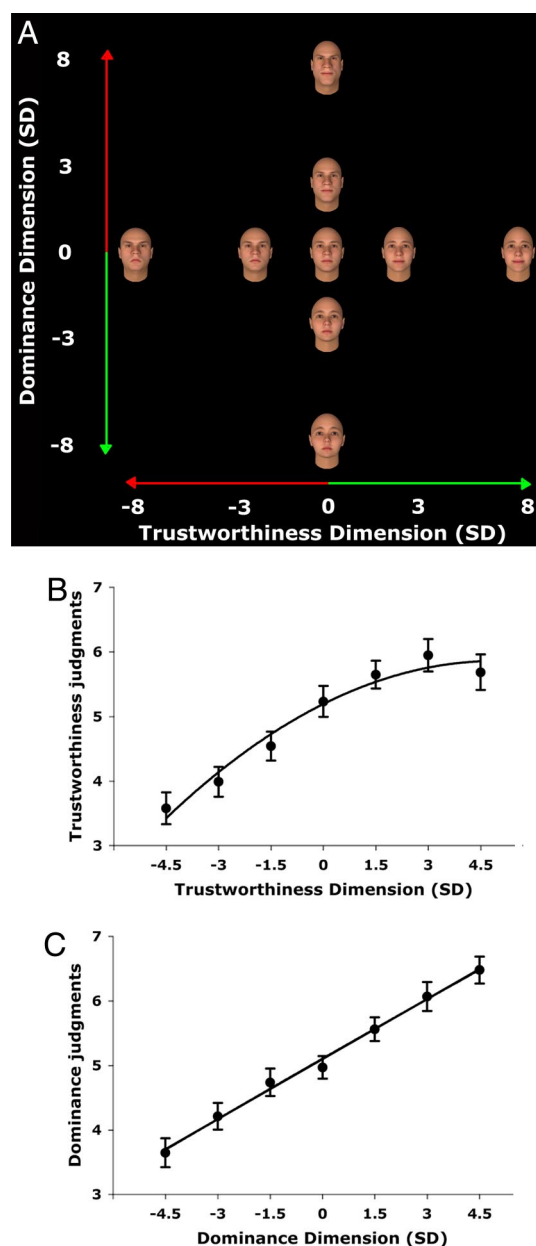 A
8
3
0
-3
-8
Dominance Dimension (SD)
-8 -3 0 3 8
Trustworthiness Dimension (SD)
B
7
6
5
4
3
Trustworthiness judgments
-4.5 -3 -1.5 0 1.5 3 4.5
Trustworthiness Dimension (SD)
C
7
6
5
4
3
Dominance judgments
-4.5 -3 -1.5 0 1.5 3 4.5
Dominance Dimension (SD)